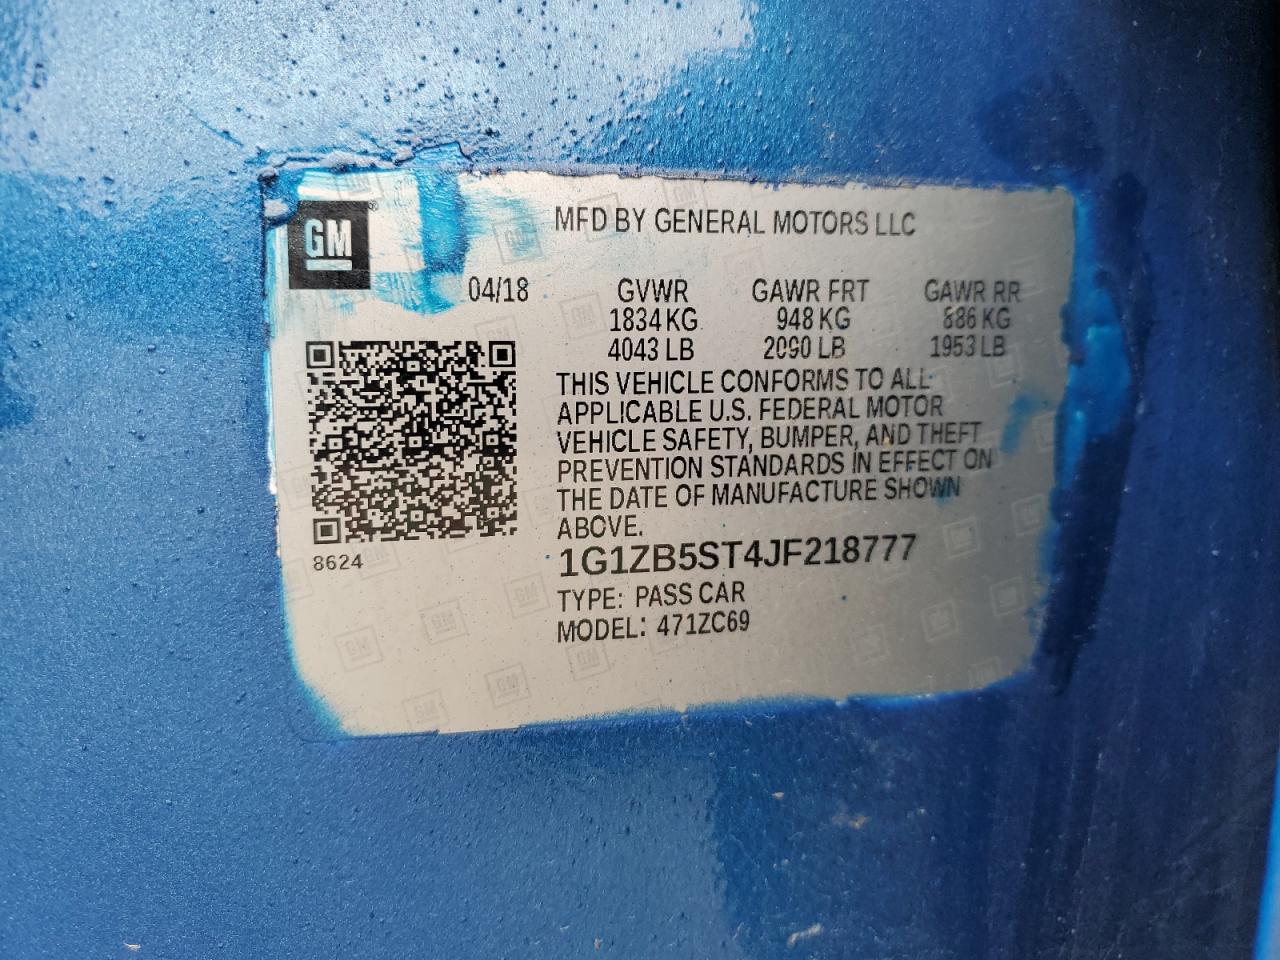 GM
MFD BY GENERAL MOTORS LLC
04/18 GVWR GAWR FRT GAWR RR
1834 KG 948 KG 886 KG
4043 LB 2090 LB 1953 LB
THIS VEHICLE CONFORMS TO ALL
APPLICABLE U.S. FEDERAL MOTOR
VEHICLE SAFETY, BUMPER, AND THEFT
PREVENTION STANDARDS IN EFFECT ON
THE DATE OF MANUFACTURE SHOWN
ABOVE.
8624
1G1ZB5ST4JF218777
TYPE: PASS CAR
MODEL: 471ZC69